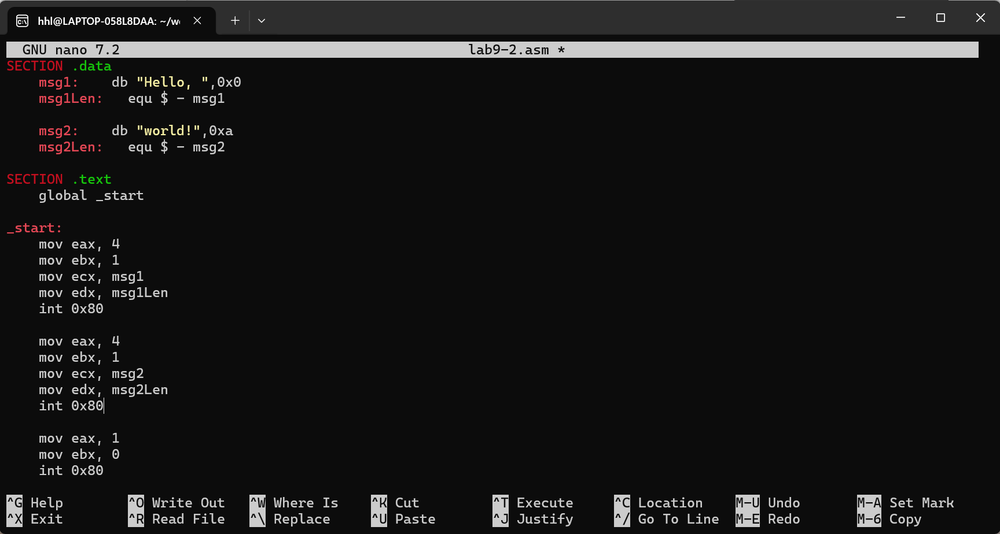 hhl@LAPTOP-058L8DAA: ~/w
GNU nano 7.2 lab9-2.asm *
SECTION .data
    msg1:    db "Hello, ",0x0
    msg1Len:   equ $ - msg1

    msg2:    db "world!",0xa
    msg2Len:   equ $ - msg2

SECTION .text
    global _start

_start:
    mov eax, 4
    mov ebx, 1
    mov ecx, msg1
    mov edx, msg1Len
    int 0x80

    mov eax, 4
    mov ebx, 1
    mov ecx, msg2
    mov edx, msg2Len
    int 0x80

    mov eax, 1
    mov ebx, 0
    int 0x80

^G Help ^O Write Out ^W Where Is ^K Cut ^T Execute ^C Location M-U Undo M-A Set Mark
^X Exit ^R Read File ^\ Replace ^U Paste ^J Justify ^/ Go To Line M-E Redo M-6 Copy